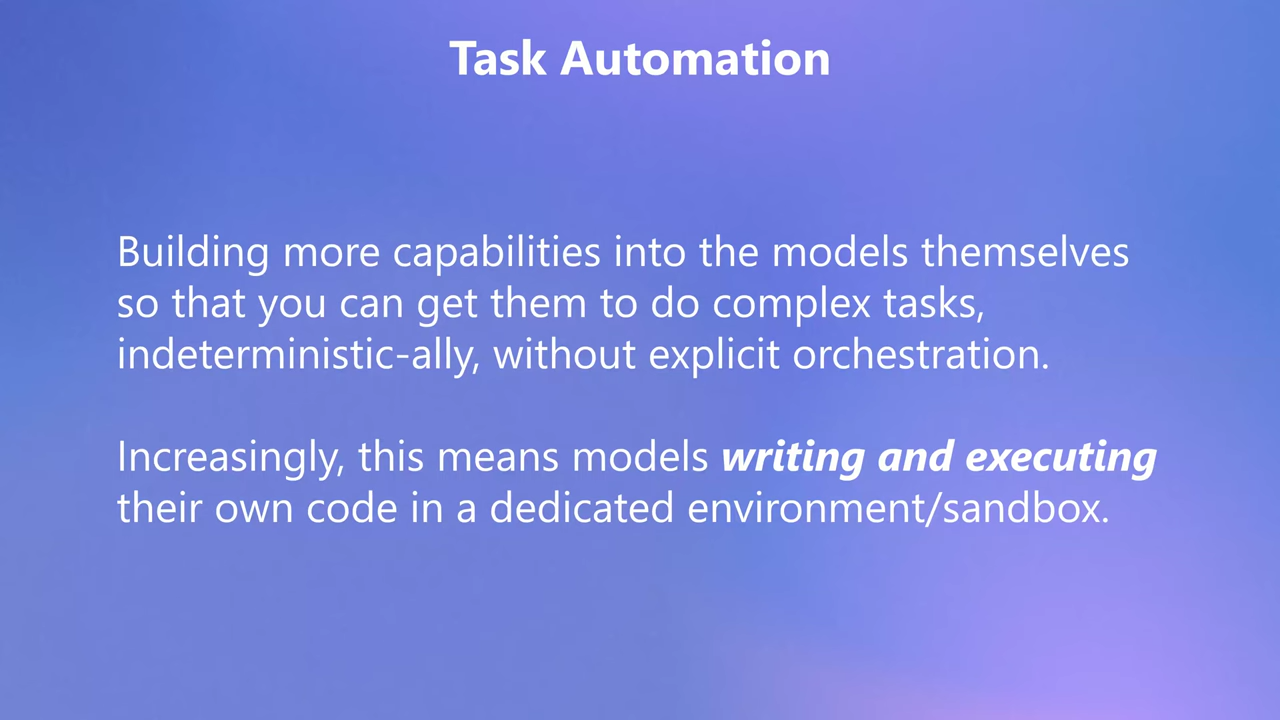 Task Automation
Building more capabilities into the models themselves
so that you can get them to do complex tasks,
indeterministic-ally, without explicit orchestration.
Increasingly, this means models writing and executing
their own code in a dedicated environment/sandbox.